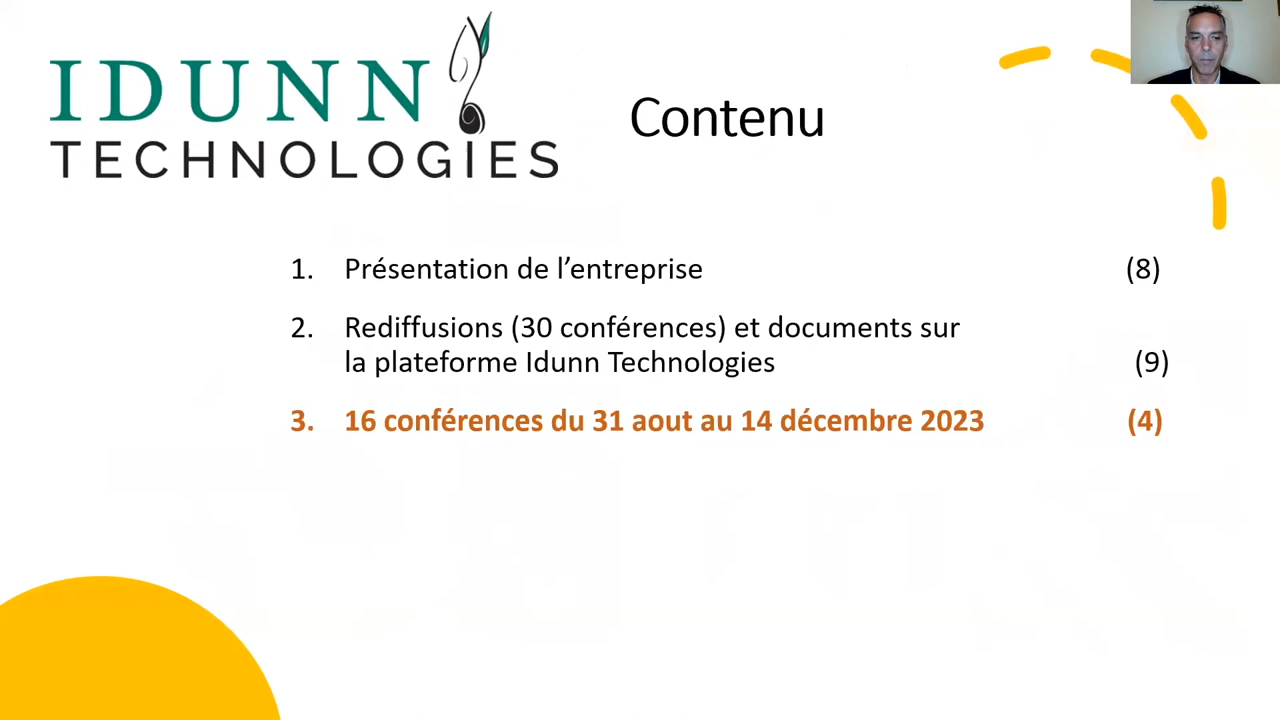 IDUNN
TECHNOLOGIES
Contenu
1. Présentation de l’entreprise (8)
2. Rediffusions (30 conférences) et documents sur
la plateforme Idunn Technologies (9)
3. 16 conférences du 31 aout au 14 décembre 2023 (4)